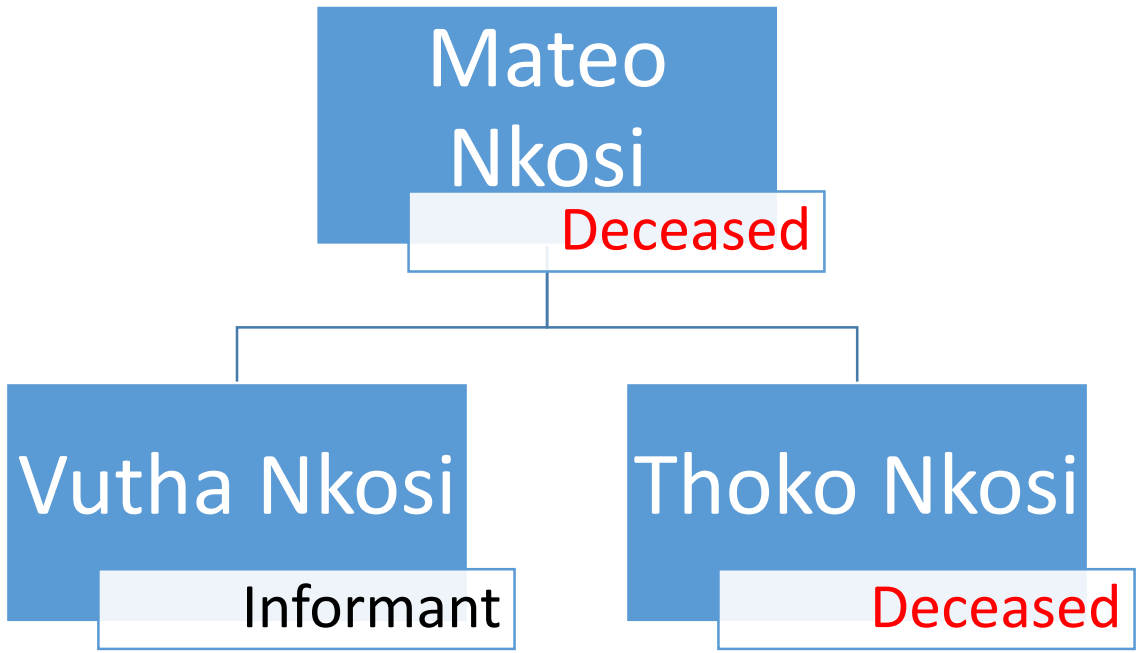 Mateo
Nkosi
Deceased
Vutha Nkosi
Informant
Thoko Nkosi
Deceased